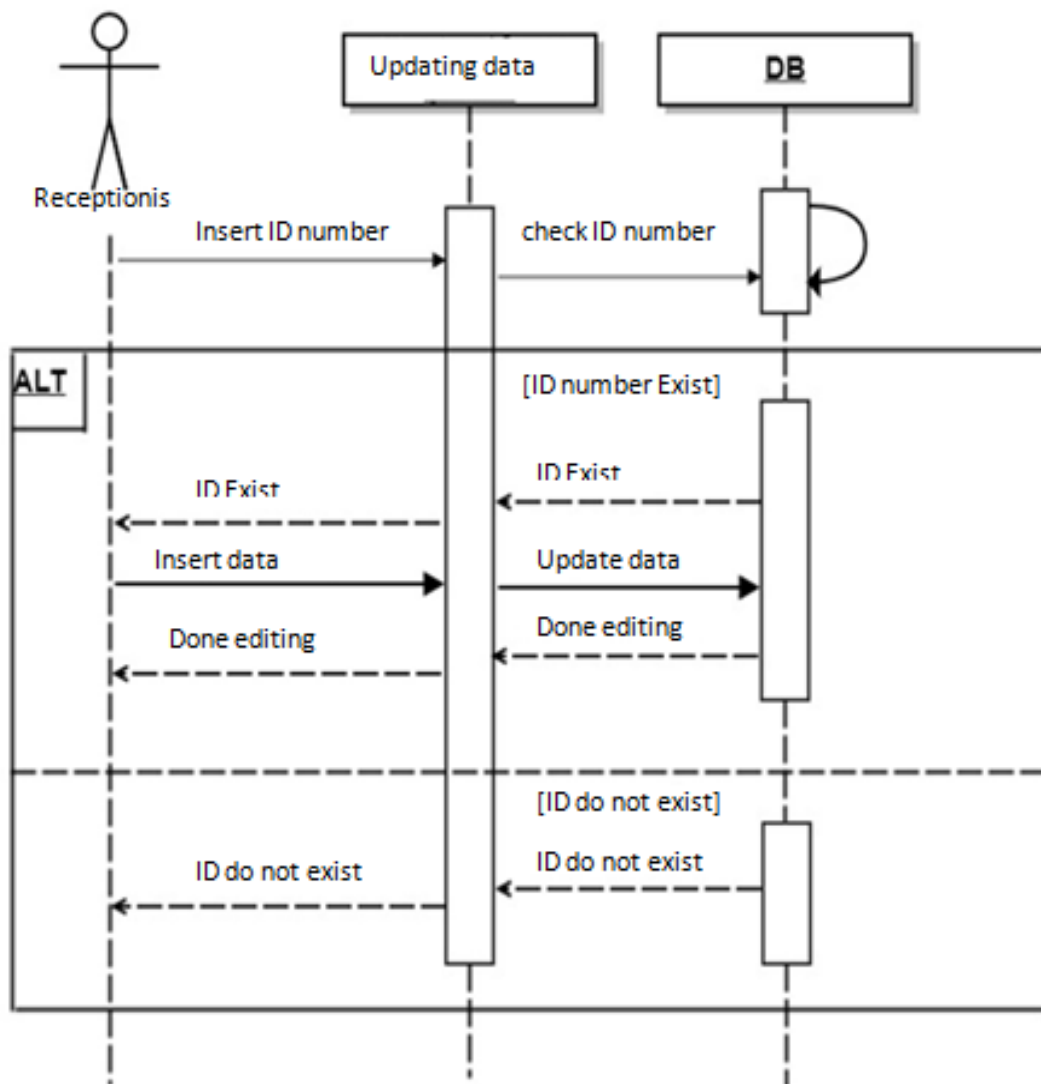 Updating data
DB
Receptionis
Insert ID number
check ID number
ALT
[ID number Exist]
ID Exist
ID Exist
Insert data
Update data
Done editing
Done editing
[ID do not exist]
ID do not exist
ID do not exist